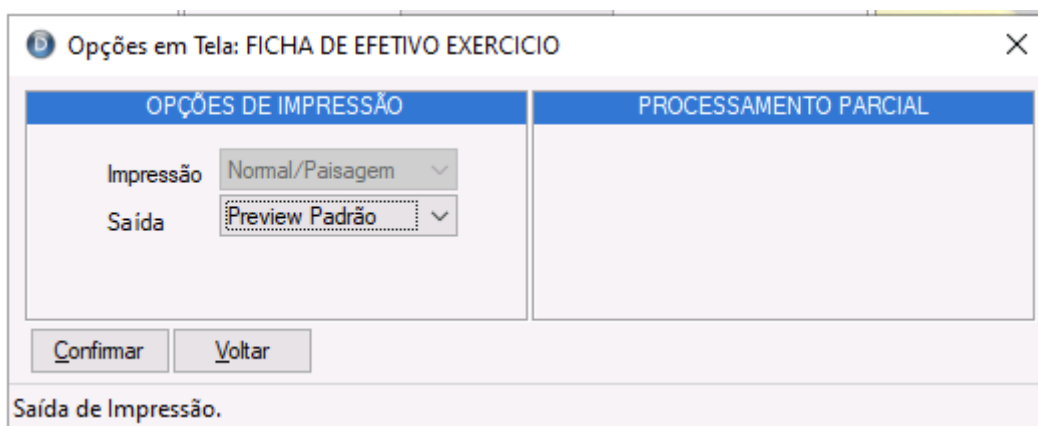 Opções em Tela: FICHA DE EFETIVO EXERCICIO
OPÇÕES DE IMPRESSÃO
PROCESSAMENTO PARCIAL
Impressão Normal/Paisagem
Saída Preview Padrão
Confirmar Voltar
Saída de Impressão.